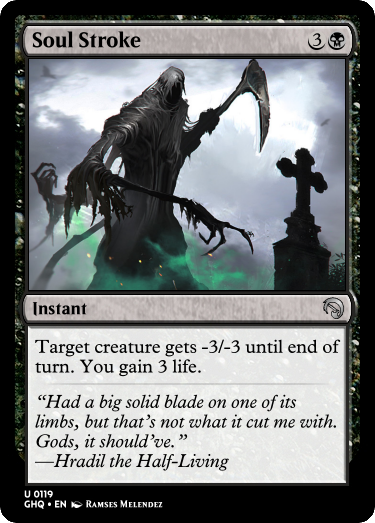 Soul Stroke 3
Instant
Target creature gets -3/-3 until end of
turn. You gain 3 life.
“Had a big solid blade on one of its
limbs, but that’s not what it cut me with.
Gods, it should’ve.”
—Hradil the Half-Living
U 0119
GHQ • EN Ramses Melendez